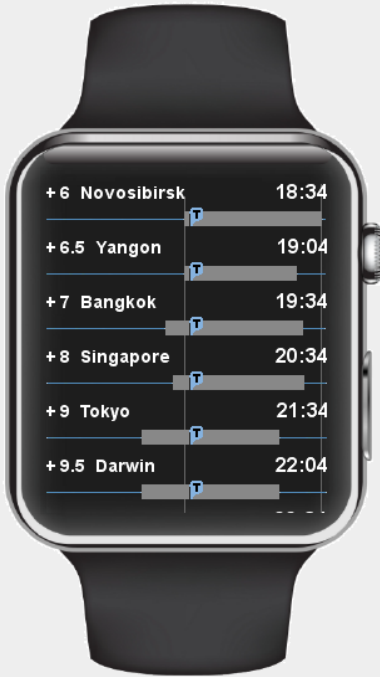 + 6 Novosibirsk 18:34
T
+ 6.5 Yangon 19:04
T
+ 7 Bangkok 19:34
T
+ 8 Singapore 20:34
T
+ 9 Tokyo 21:34
T
+ 9.5 Darwin 22:04
T